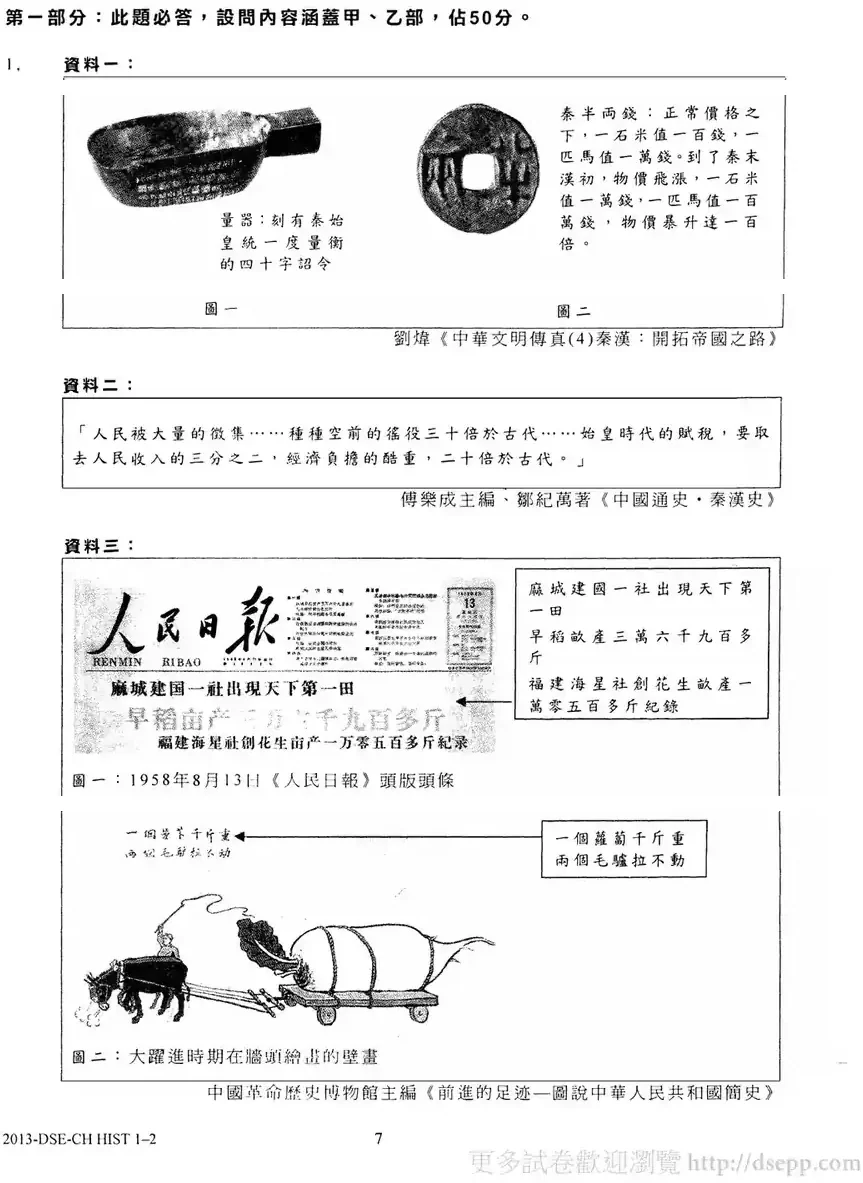 第一部分：此題必答，設問內容涵蓋甲、乙部，佔50分。
1. 資料一：
量器：刻有秦始
皇統一度量衡
的四十字詔令
圖一
秦半兩錢：正常價格之
下，一石米值一百錢，一
匹馬值一萬錢。到了秦末
漢初，物價飛漲，一石米
值一萬錢，一匹馬值一百
萬錢，物價暴升達一百
倍。
圖二
劉煒《中華文明傳真(4)秦漢：開拓帝國之路》
資料二：
「人民被大量的徵集……種種空前的徭役三十倍於古代……始皇時代的賦稅，要取
去人民收入的三分之二，經濟負擔的酷重，二十倍於古代。」
傅樂成主編、鄒紀萬著《中國通史·秦漢史》
資料三：
人民日報
RENMIN RIBAO
13
麻城建国一社出現天下第一田
早稻亩产三万六千九百多斤
福建海星社創花生亩产一万零五百多斤紀录
麻城建國一社出現天下第
一田
早稻畝產三萬六千九百多
斤
福建海星社創花生畝產一
萬零五百多斤紀錄
圖一：1958年8月13日《人民日報》頭版頭條
一個蘿蔔千斤重
兩個毛驢拉不動
圖二：大躍進時期在牆頭繪畫的壁畫
中國革命歷史博物館主編《前進的足迹—圖說中華人民共和國簡史》
2013-DSE-CH HIST 1–2
7
更多試卷歡迎瀏覽 http://dsepp.com